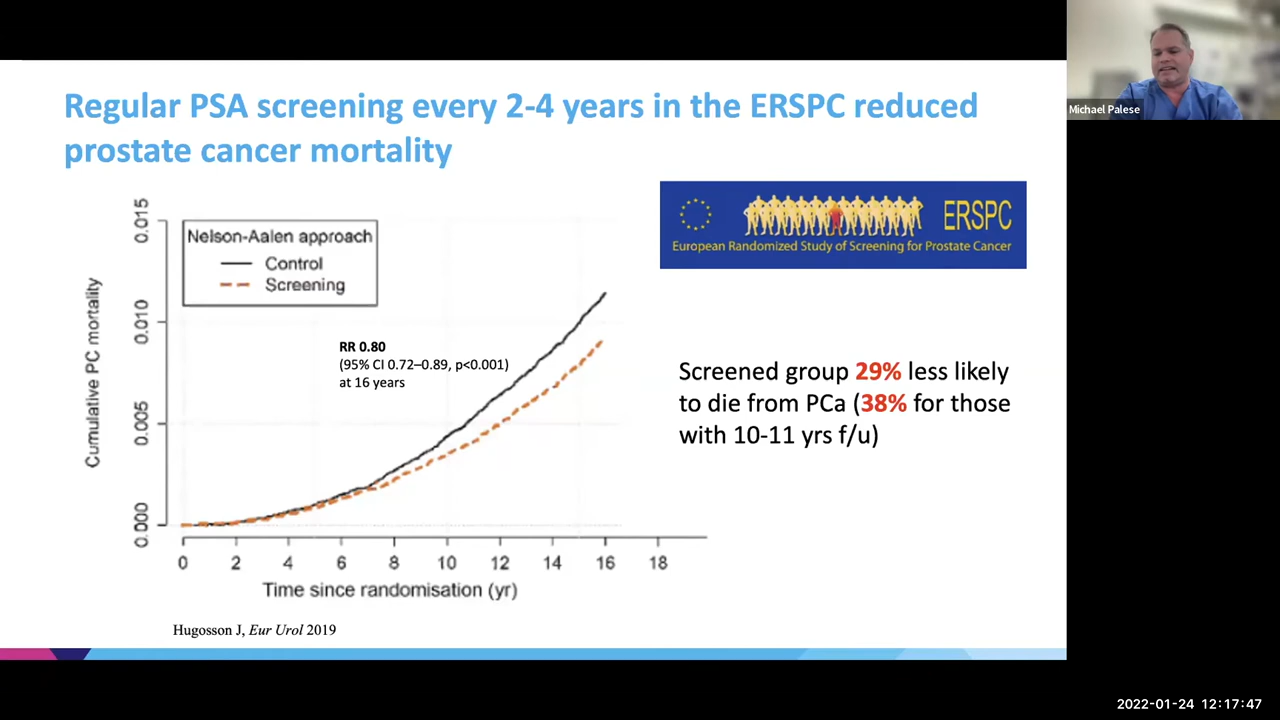 Regular PSA screening every 2-4 years in the ERSPC reduced
prostate cancer mortality
Michael Palese
ERSPC
European Randomized Study of Screening for Prostate Cancer
Nelson-Aalen approach
Control
Screening
RR 0.80
(95% CI 0.72–0.89, p<0.001)
at 16 years
Cumulative PC mortality
0.015
0.010
0.005
0.000
0 2 4 6 8 10 12 14 16 18
Time since randomisation (yr)
Screened group 29% less likely
to die from PCa (38% for those
with 10-11 yrs f/u)
Hugosson J, Eur Urol 2019
2022-01-24 12:17:47